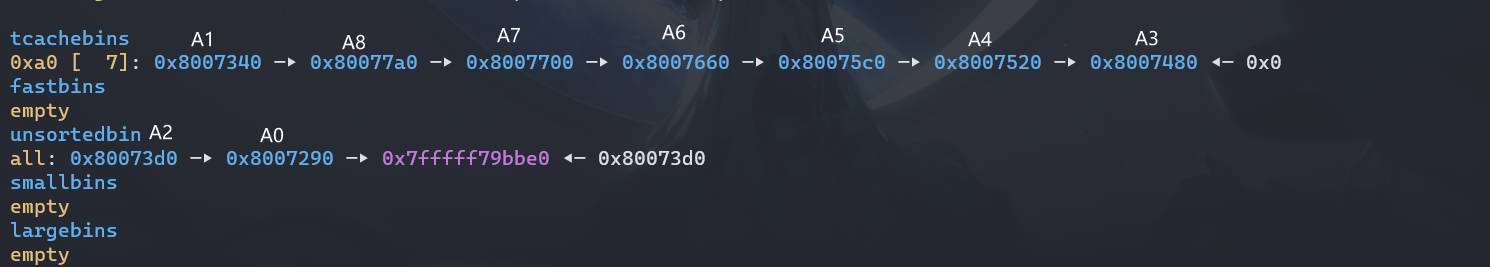 tcachebins A1 A8 A7 A6 A5 A4 A3
0xa0 [  7]: 0x8007340 —▸ 0x80077a0 —▸ 0x8007700 —▸ 0x8007660 —▸ 0x80075c0 —▸ 0x8007520 —▸ 0x8007480 ◂— 0x0
fastbins
empty
unsortedbin A2 A0
all: 0x80073d0 —▸ 0x8007290 —▸ 0x7fffff79bbe0 ◂— 0x80073d0
smallbins
empty
largebins
empty